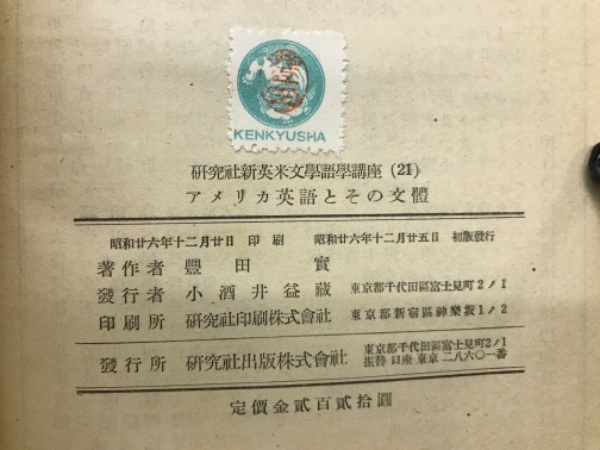 KENKYUSHA
硏究社新英米文學語學講座 (21)
アメリカ英語とその文體
昭和廿六年十二月廿日 印刷 昭和廿六年十二月廿五日 初版發行
著作者 豐田實
發行者 小酒井益藏 東京都千代田區富士見町2ノ1
印刷所 硏究社印刷株式會社 東京都新宿區神樂坂1ノ2
發行所 硏究社出版株式會社 東京都千代田區富士見町2ノ1
振替口座東京二八六〇一番
定價金貳百貳拾圓